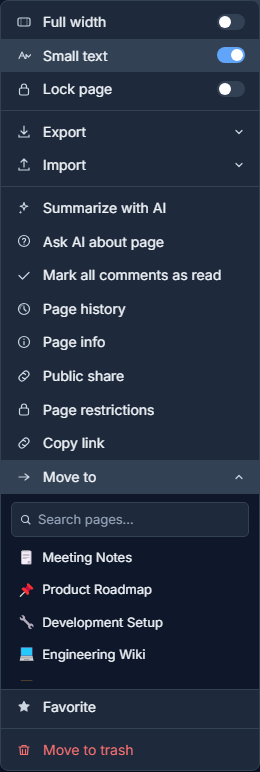 Full width
Small text
Lock page
Export
Import
Summarize with AI
Ask AI about page
Mark all comments as read
Page history
Page info
Public share
Page restrictions
Copy link
Move to
Search pages...
Meeting Notes
Product Roadmap
Development Setup
Engineering Wiki
Favorite
Move to trash